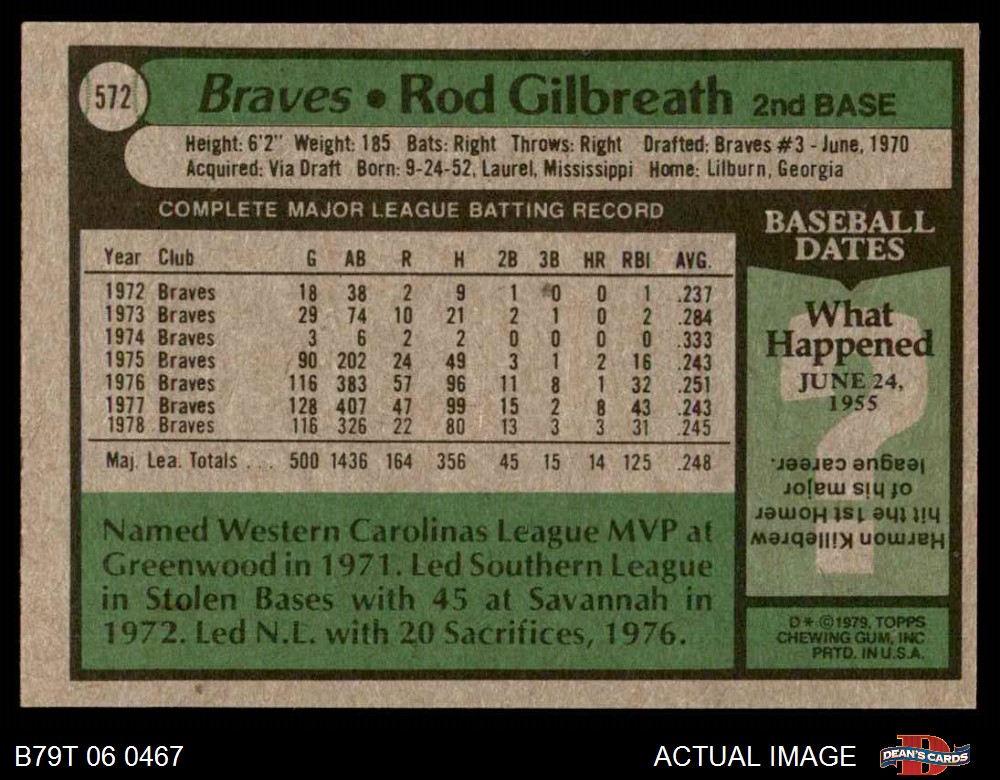 572
Braves • Rod Gilbreath 2nd BASE
Height: 6'2" Weight: 185 Bats: Right Throws: Right Drafted: Braves #3 - June, 1970
Acquired: Via Draft Born: 9-24-52, Laurel, Mississippi Home: Lilburn, Georgia
COMPLETE MAJOR LEAGUE BATTING RECORD
Year Club G AB R H 2B 3B HR RBI AVG.
1972 Braves 18 38 2 9 1 0 0 1 .237
1973 Braves 29 74 10 21 2 1 0 2 .284
1974 Braves 3 6 2 2 0 0 0 0 .333
1975 Braves 90 202 24 49 3 1 2 16 .243
1976 Braves 116 383 57 96 11 8 1 32 .251
1977 Braves 128 407 47 99 15 2 8 43 .243
1978 Braves 116 326 22 80 13 3 3 31 .245
Maj. Lea. Totals ... 500 1436 164 356 45 15 14 125 .248
Named Western Carolinas League MVP at
Greenwood in 1971. Led Southern League
in Stolen Bases with 45 at Savannah in
1972. Led N.L. with 20 Sacrifices, 1976.
BASEBALL
DATES
What
Happened
JUNE 24,
1955
?
Harmon Killebrew
hit the 1st Homer
of his major
league career.
D* ©1979, TOPPS
CHEWING GUM, INC
PRTD. IN U.S.A.
B79T 06 0467
ACTUAL IMAGE
D
DEAN'S CARDS